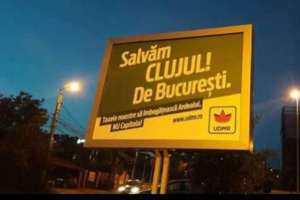 Salvăm
CLUJUL!
De București.
Taxele noastre să îmbogățească Ardealul,
NU Capitala!
www.udmr.ro
UDMR